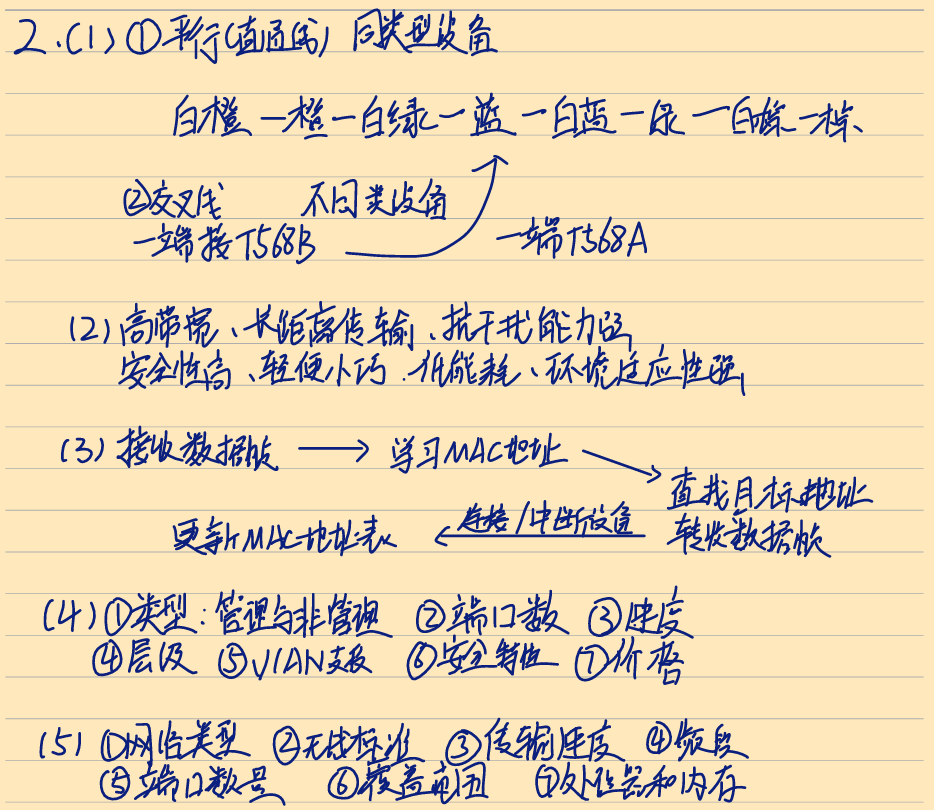 2.(1)①平行(直通线) 同类型设备
白橙—橙—白绿—蓝—白蓝—绿—白棕—棕、
②交叉线 不同类设备
一端接T568B 一端T568A
(2)高带宽、长距离传输、抗干扰能力强
安全性高、轻便小巧.低能耗、环境适应性强
(3)接收数据帧 → 学习MAC地址
查找目标地址
更新MAC地址表 ← 连接/中断设备 转发数据帧
(4)①类型:管理与非管理 ②端口数 ③速度
④层级 ⑤VIAN支持 ⑥安全特性 ⑦价格
(5)①网络类型 ②无线标准 ③传输速度 ④频段
⑤端口数量 ⑥覆盖范围 ⑦处理器和内存